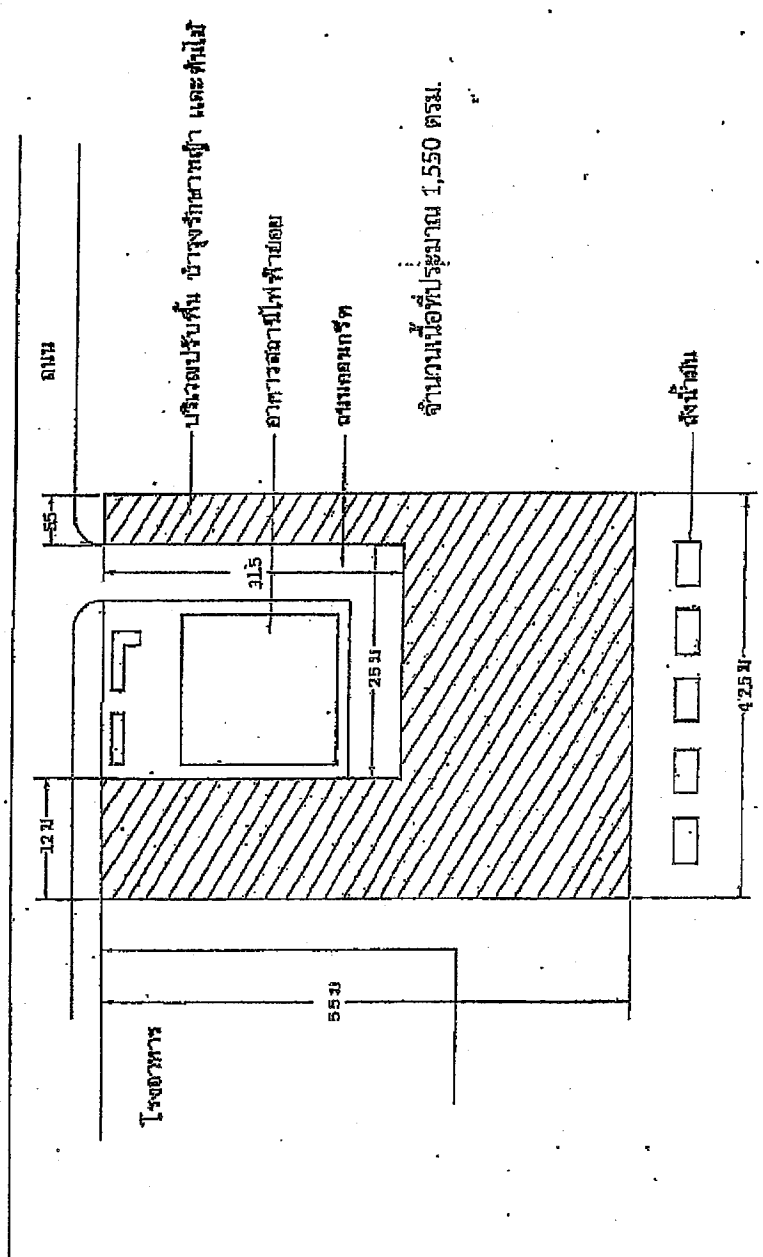 ถนน
บริเวณปรับพื้น บำรุงรักษาหญ้า และต้นไม้
อาคารสถานีไฟฟ้าย่อย
ถนนคอนกรีต
จำนวนเนื้อที่ประมาณ 1,550 ตรม.
ถังน้ำมัน
โรงอาหาร
12 ม
5.5
31.5
25 ม
55 ม
42.5 ม